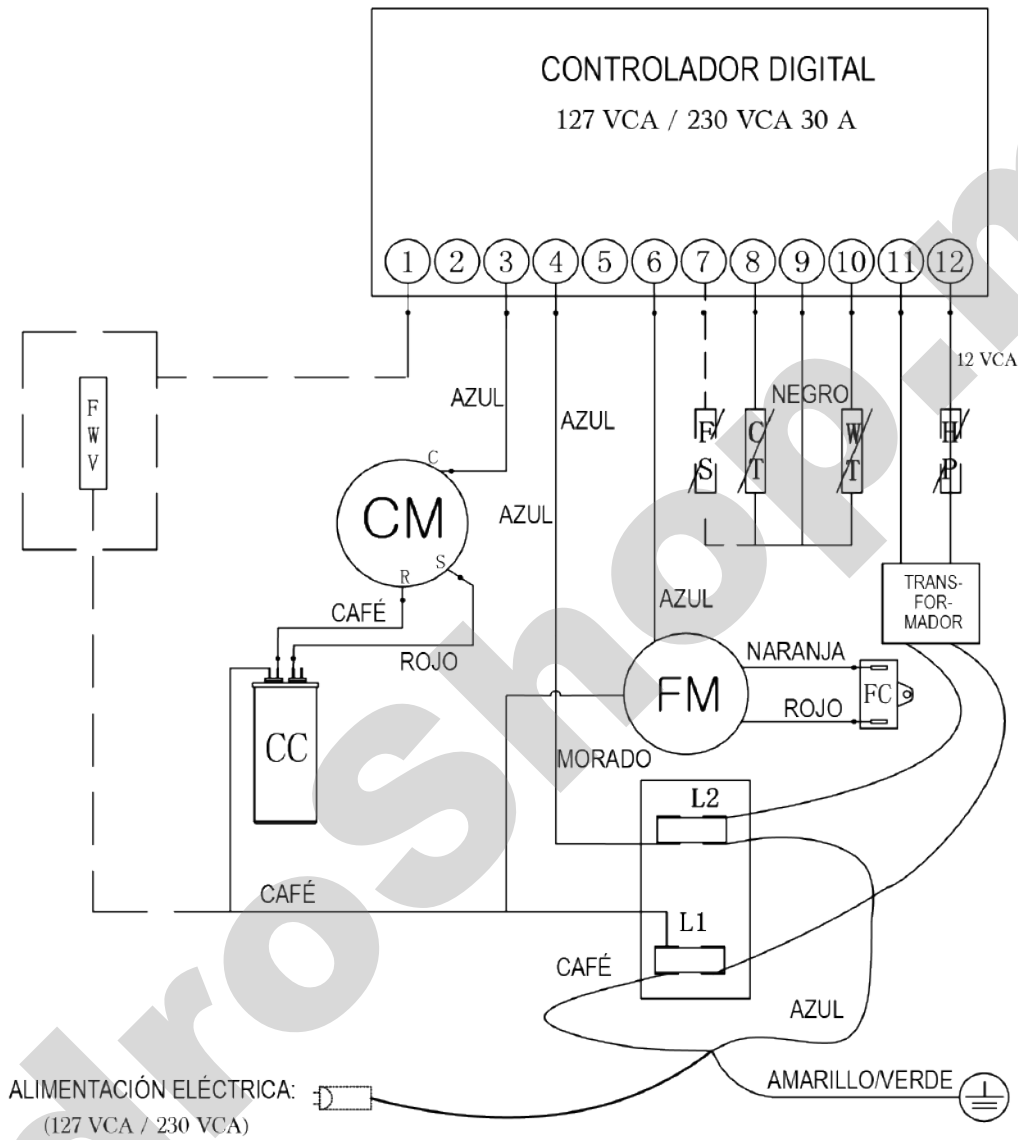 CONTROLADOR DIGITAL
127 VCA / 230 VCA 30 A
1 2 3 4 5 6 7 8 9 10 11 12
12 VCA
F
W
V
AZUL
AZUL
NEGRO
F
S
C
T
W
T
H
P
C
CM
R
S
AZUL
CAFÉ
ROJO
AZUL
TRANS-
FOR-
MADOR
NARANJA
FM
FC
ROJO
CC
MORADO
L2
CAFÉ
L1
CAFÉ
AZUL
ALIMENTACIÓN ELÉCTRICA:
(127 VCA / 230 VCA)
AMARILLO/VERDE
droShop.m